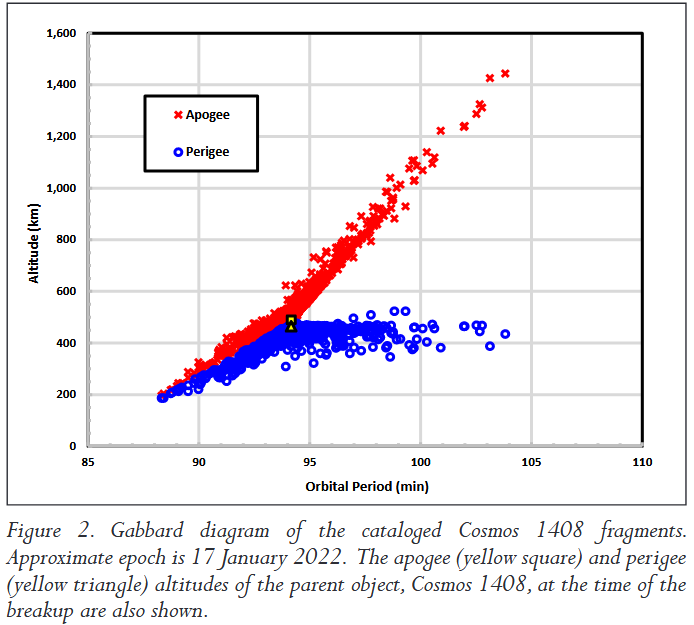 1,600
1,400
1,200
1,000
800
600
400
200
0
Altitude (km)
Apogee
Perigee
85 90 95 100 105 110
Orbital Period (min)
Figure 2. Gabbard diagram of the cataloged Cosmos 1408 fragments.
Approximate epoch is 17 January 2022. The apogee (yellow square) and perigee
(yellow triangle) altitudes of the parent object, Cosmos 1408, at the time of the
breakup are also shown.